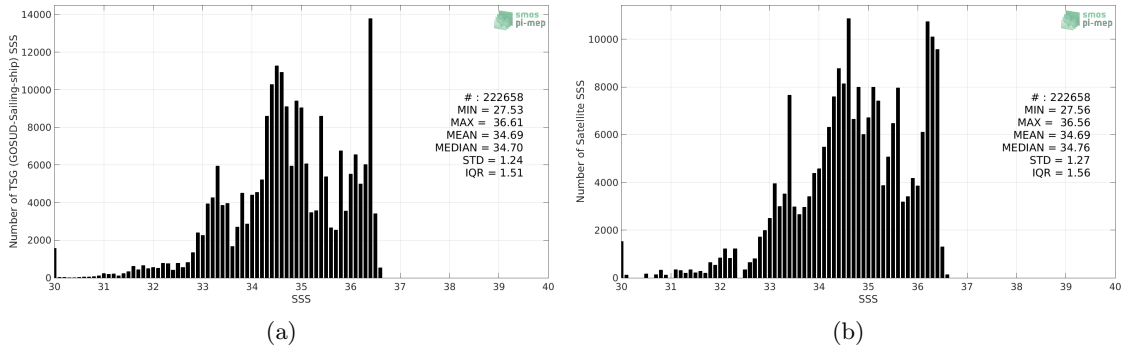 smos
pi-mep
Number of TSG (GOSUD-Sailing-ship) SSS
14000
12000
10000
8000
6000
4000
2000
0
# : 222658
MIN = 27.53
MAX = 36.61
MEAN = 34.69
MEDIAN = 34.70
STD = 1.24
IQR = 1.51
30 31 32 33 34 35 36 37 38 39 40
SSS
(a)
smos
pi-mep
Number of Satellite SSS
10000
8000
6000
4000
2000
0
# : 222658
MIN = 27.56
MAX = 36.56
MEAN = 34.69
MEDIAN = 34.76
STD = 1.27
IQR = 1.56
30 31 32 33 34 35 36 37 38 39 40
SSS
(b)